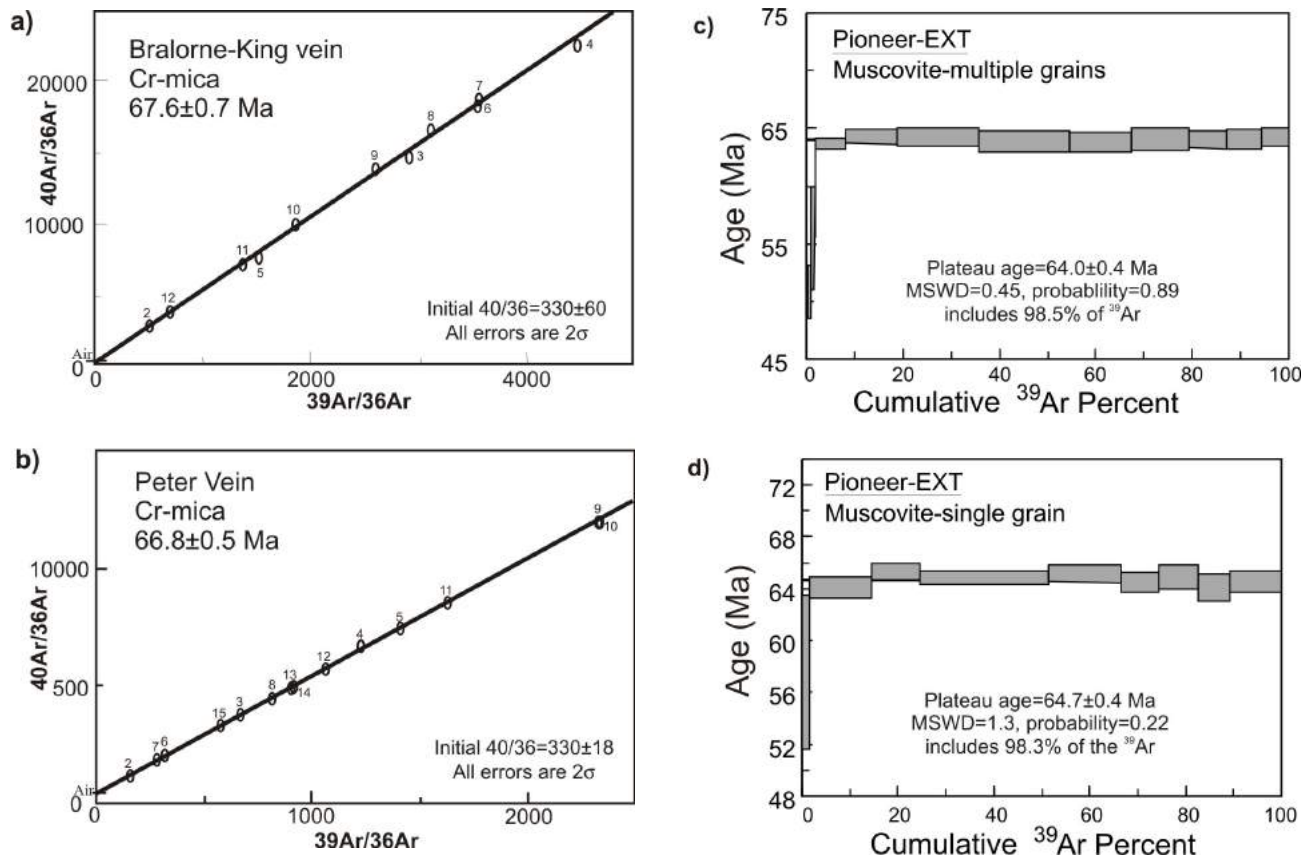 a)
Bralorne-King vein
Cr-mica
67.6±0.7 Ma
40Ar/36Ar
20000
10000
Air
0
0
2000
4000
39Ar/36Ar
2
12
11
5
10
9
3
8
7
6
4
Initial 40/36=330±60
All errors are 2σ
b)
Peter Vein
Cr-mica
66.8±0.5 Ma
40Ar/36Ar
10000
500
Air
0
0
1000
2000
39Ar/36Ar
2
7
6
15
3
8
13
14
12
4
5
11
9
10
Initial 40/36=330±18
All errors are 2σ
c)
Pioneer-EXT
Muscovite-multiple grains
Age (Ma)
75
65
55
45
Plateau age=64.0±0.4 Ma
MSWD=0.45, probablility=0.89
includes 98.5% of ³⁹Ar
0 20 40 60 80 100
Cumulative ³⁹Ar Percent
d)
Pioneer-EXT
Muscovite-single grain
Age (Ma)
72
68
64
60
56
52
48
Plateau age=64.7±0.4 Ma
MSWD=1.3, probability=0.22
includes 98.3% of the ³⁹Ar
0 20 40 60 80 100
Cumulative ³⁹Ar Percent